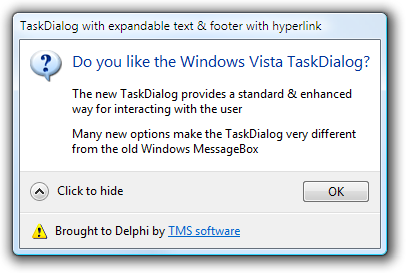 TaskDialog with expandable text & footer with hyperlink
Do you like the Windows Vista TaskDialog?
The new TaskDialog provides a standard & enhanced
way for interacting with the user
Many new options make the TaskDialog very different
from the old Windows MessageBox
Click to hide
OK
Brought to Delphi by TMS software